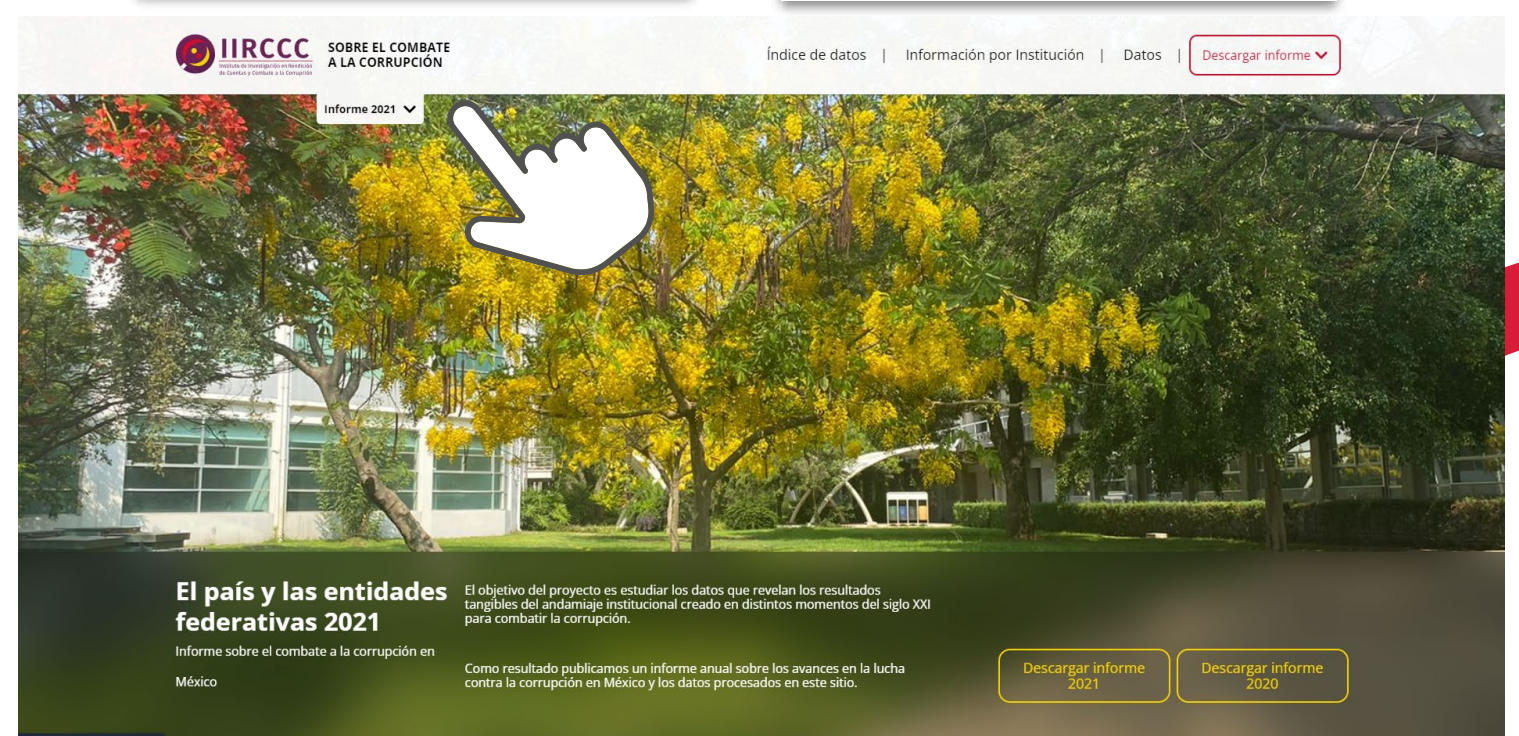 IIRCCC
Instituto de Investigación en Rendición
de Cuentas y Combate a la Corrupción
SOBRE EL COMBATE
A LA CORRUPCIÓN
Índice de datos | Información por Institución | Datos | Descargar informe
Informe 2021
El país y las entidades
federativas 2021
Informe sobre el combate a la corrupción en
México
El objetivo del proyecto es estudiar los datos que revelan los resultados
tangibles del andamiaje institucional creado en distintos momentos del siglo XXI
para combatir la corrupción.
Como resultado publicamos un informe anual sobre los avances en la lucha
contra la corrupción en México y los datos procesados en este sitio.
Descargar informe
2021
Descargar informe
2020